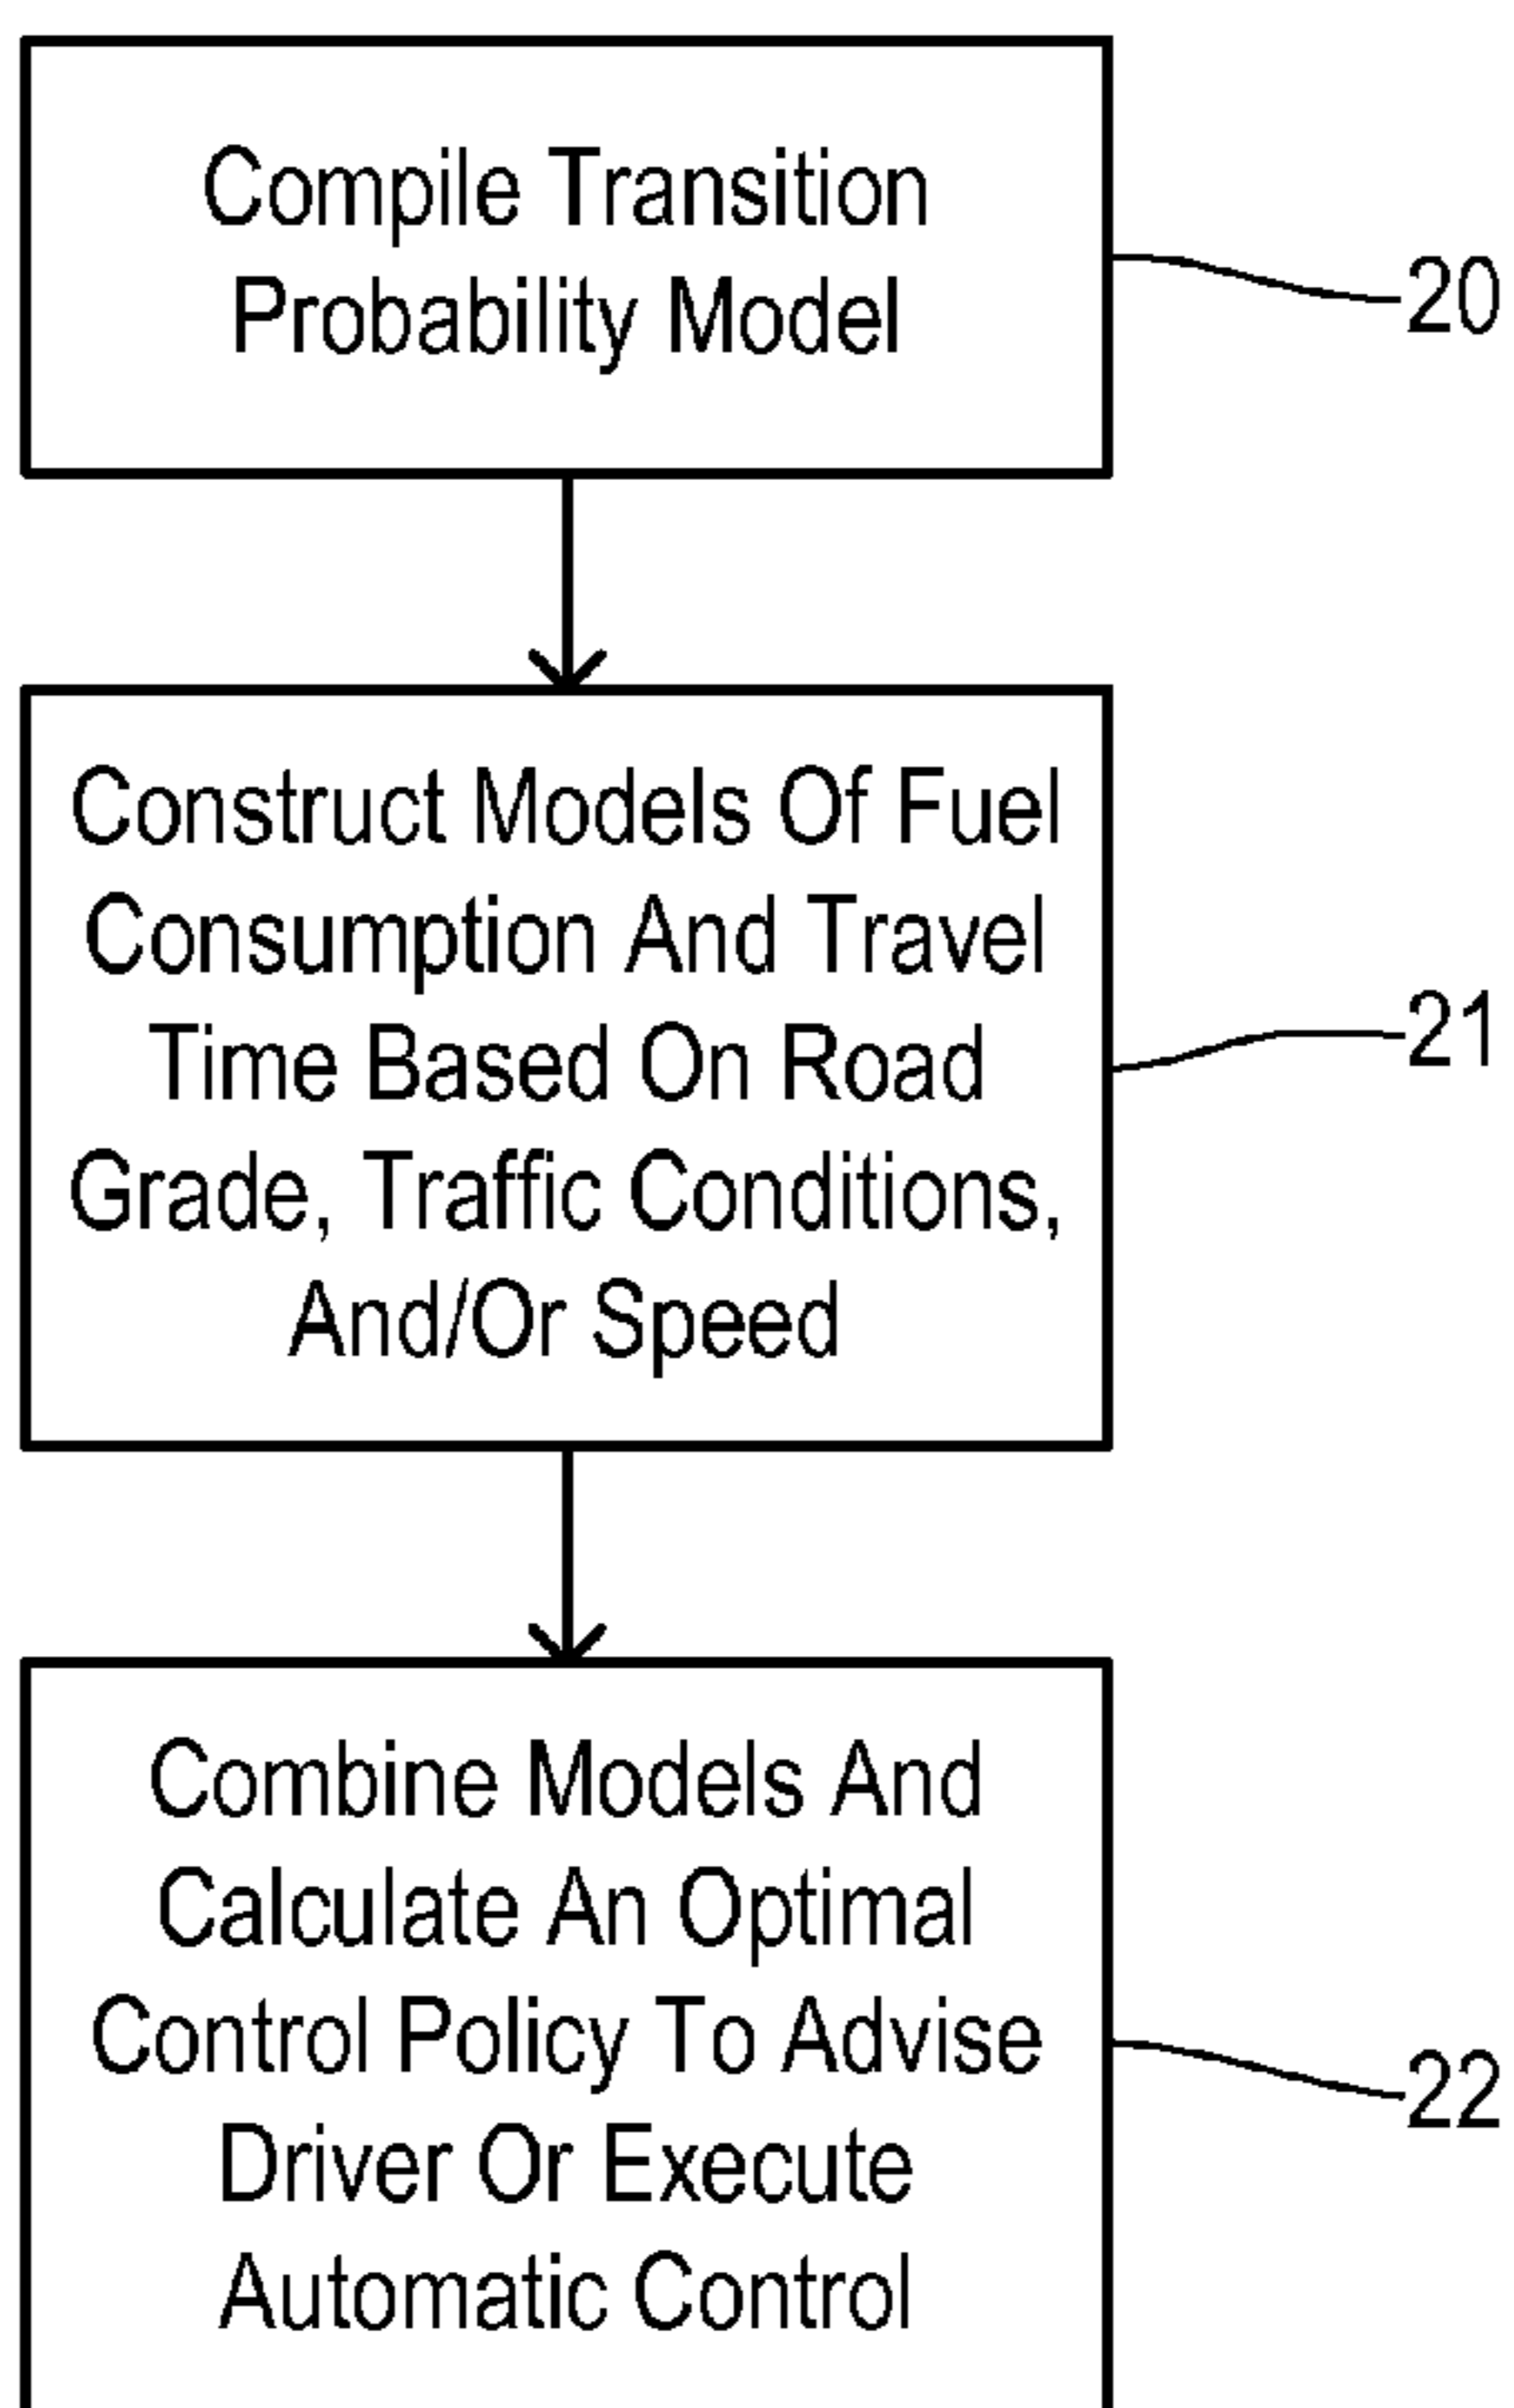 Compile Transition
Probability Model
20
Construct Models Of Fuel
Consumption And Travel
Time Based On Road
Grade, Traffic Conditions,
And/Or Speed
21
Combine Models And
Calculate An Optimal
Control Policy To Advise
Driver Or Execute
Automatic Control
22